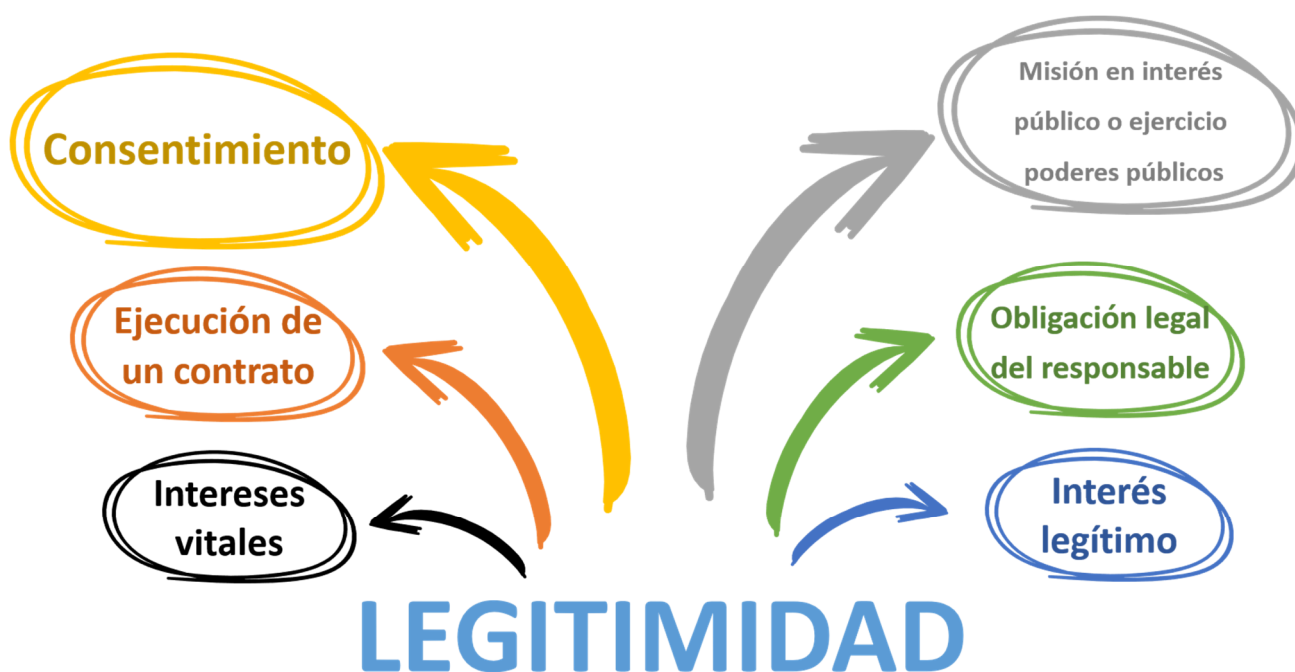 Consentimiento
Ejecución de
un contrato
Intereses
vitales
Misión en interés
público o ejercicio
poderes públicos
Obligación legal
del responsable
Interés
legítimo
LEGITIMIDAD